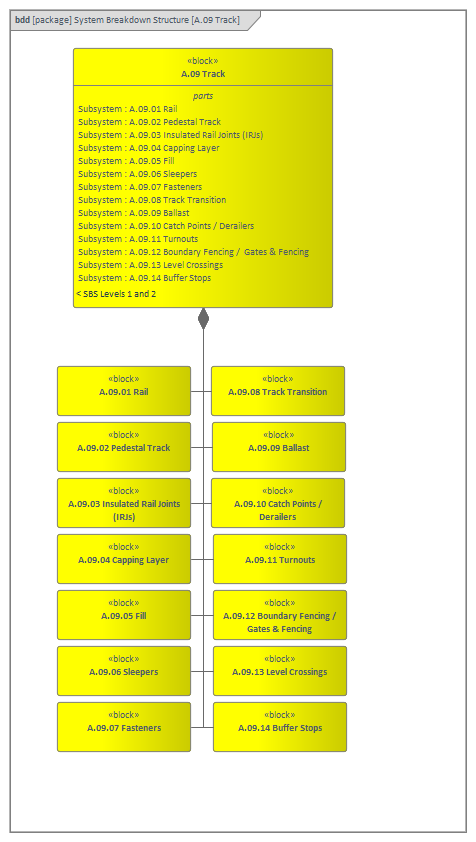 bdd [package] System Breakdown Structure [A.09 Track]
«block»
A.09 Track
parts
Subsystem : A.09.01 Rail
Subsystem : A.09.02 Pedestal Track
Subsystem : A.09.03 Insulated Rail Joints (IRJs)
Subsystem : A.09.04 Capping Layer
Subsystem : A.09.05 Fill
Subsystem : A.09.06 Sleepers
Subsystem : A.09.07 Fasteners
Subsystem : A.09.08 Track Transition
Subsystem : A.09.09 Ballast
Subsystem : A.09.10 Catch Points / Derailers
Subsystem : A.09.11 Turnouts
Subsystem : A.09.12 Boundary Fencing / Gates & Fencing
Subsystem : A.09.13 Level Crossings
Subsystem : A.09.14 Buffer Stops
< SBS Levels 1 and 2
«block»
A.09.01 Rail
«block»
A.09.08 Track Transition
«block»
A.09.02 Pedestal Track
«block»
A.09.09 Ballast
«block»
A.09.03 Insulated Rail Joints
(IRJs)
«block»
A.09.10 Catch Points /
Derailers
«block»
A.09.04 Capping Layer
«block»
A.09.11 Turnouts
«block»
A.09.05 Fill
«block»
A.09.12 Boundary Fencing /
Gates & Fencing
«block»
A.09.06 Sleepers
«block»
A.09.13 Level Crossings
«block»
A.09.07 Fasteners
«block»
A.09.14 Buffer Stops